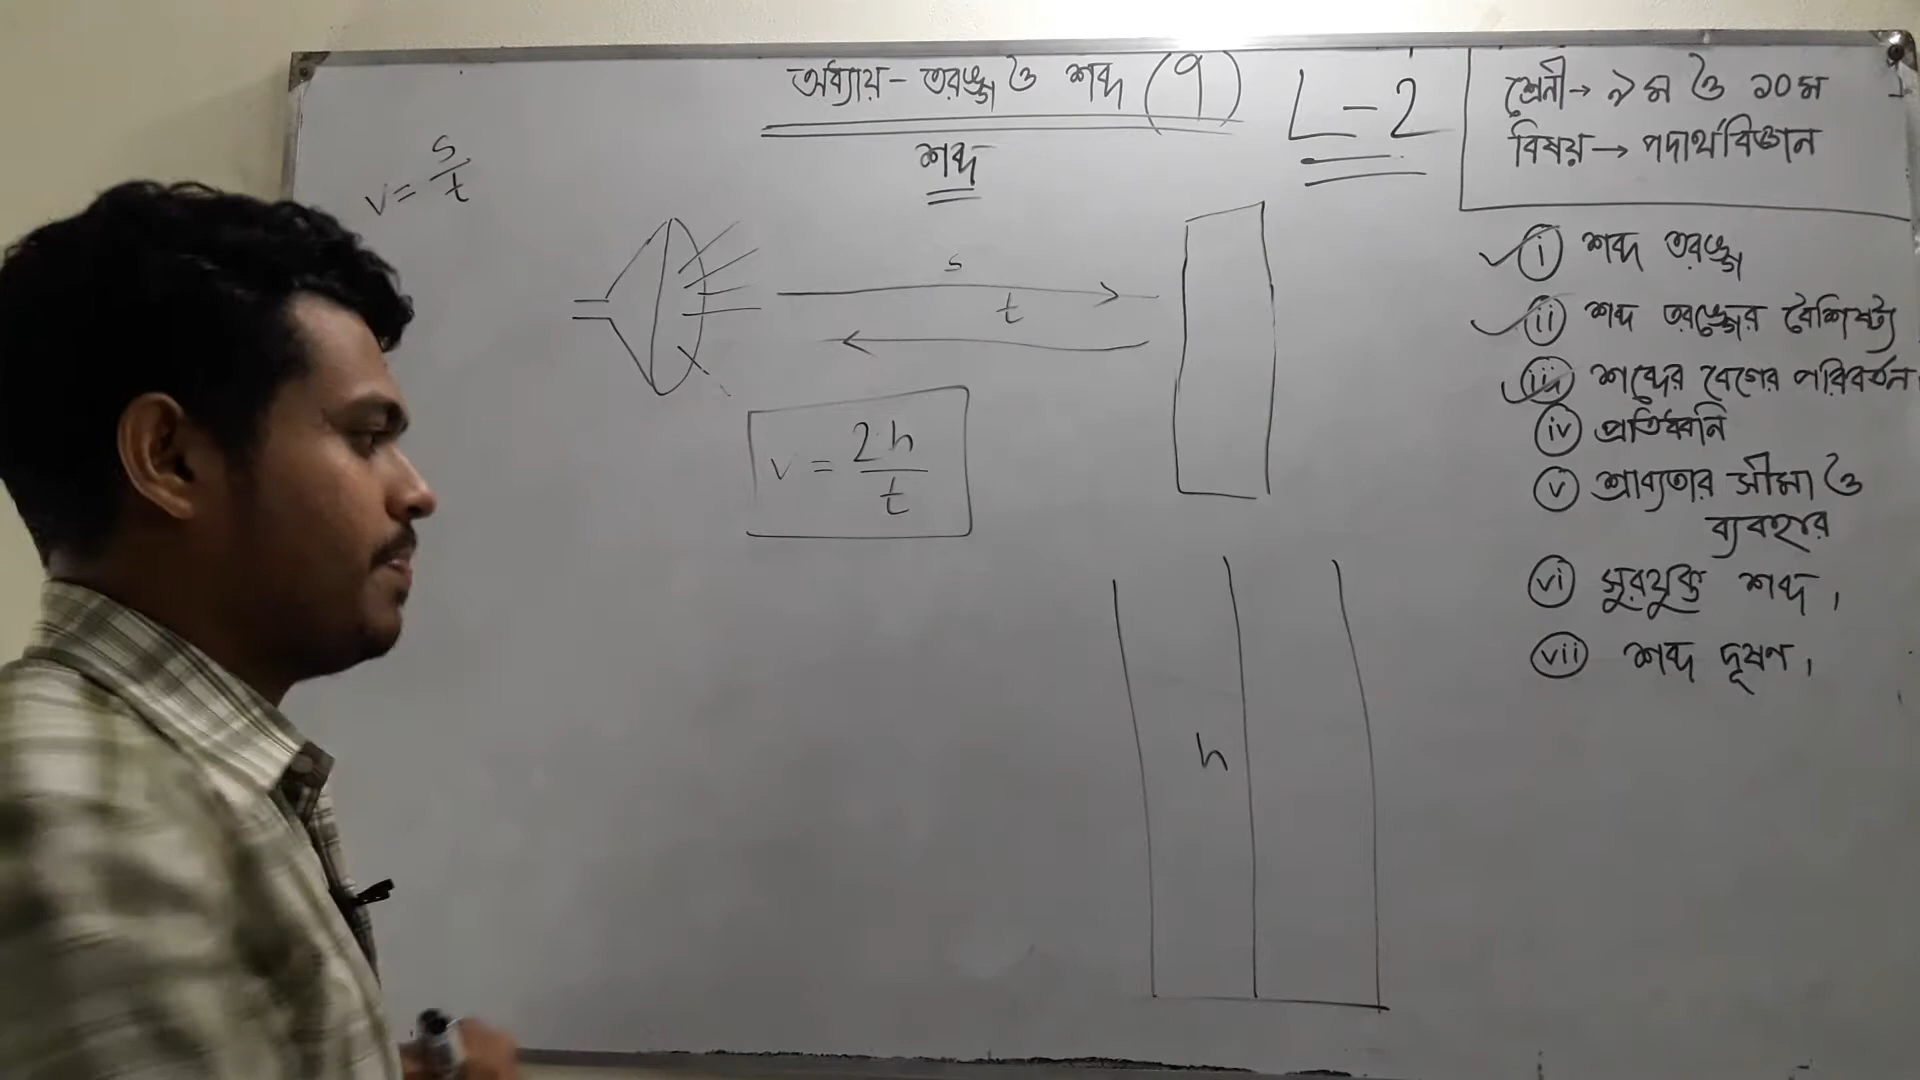 অধ্যায় - তরঙ্গ ও শব্দ (৭)
L - 2
শব্দ
শ্রেনী → ৯ম ও ১০ম
বিষয় → পদার্থবিজ্ঞান
v = s/t
s
t
v = 2h/t
h
i শব্দ তরঙ্গ
ii শব্দ তরঙ্গের বৈশিষ্ট্য
iii শব্দের বেগের পরিবর্তন
iv প্রতিধ্বনি
v শ্রাব্যতার সীমা ও
ব্যবহার
vi সুরযুক্ত শব্দ।
vii শব্দ দূষণ।